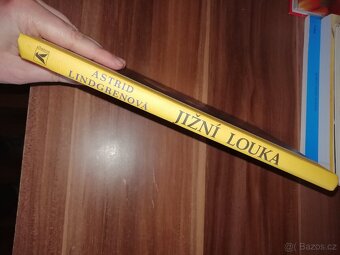 ASTRID
LINDGRENOVÁ
JIŽNÍ LOUKA
Bazos.cz